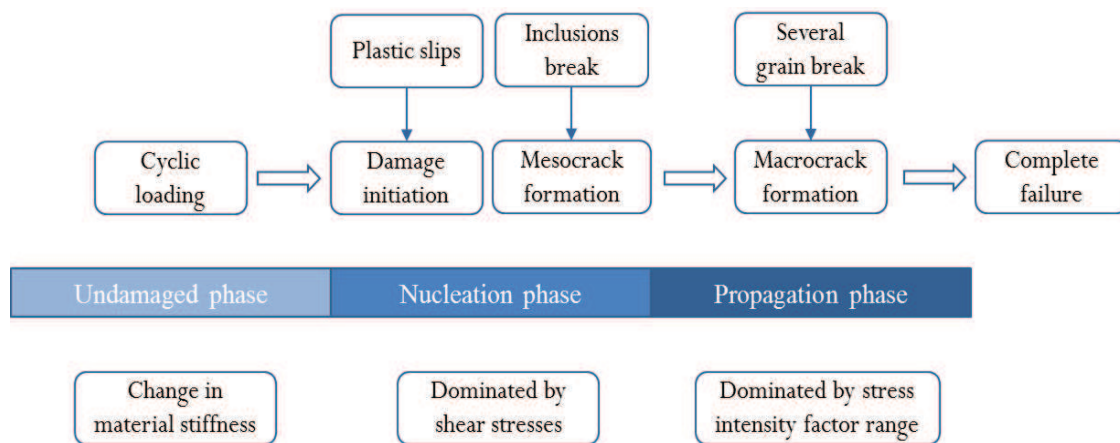 Plastic slips
Inclusions
break
Several
grain break
Cyclic
loading
Damage
initiation
Mesocrack
formation
Macrocrack
formation
Complete
failure
Undamaged phase
Nucleation phase
Propagation phase
Change in
material stiffness
Dominated by
shear stresses
Dominated by stress
intensity factor range